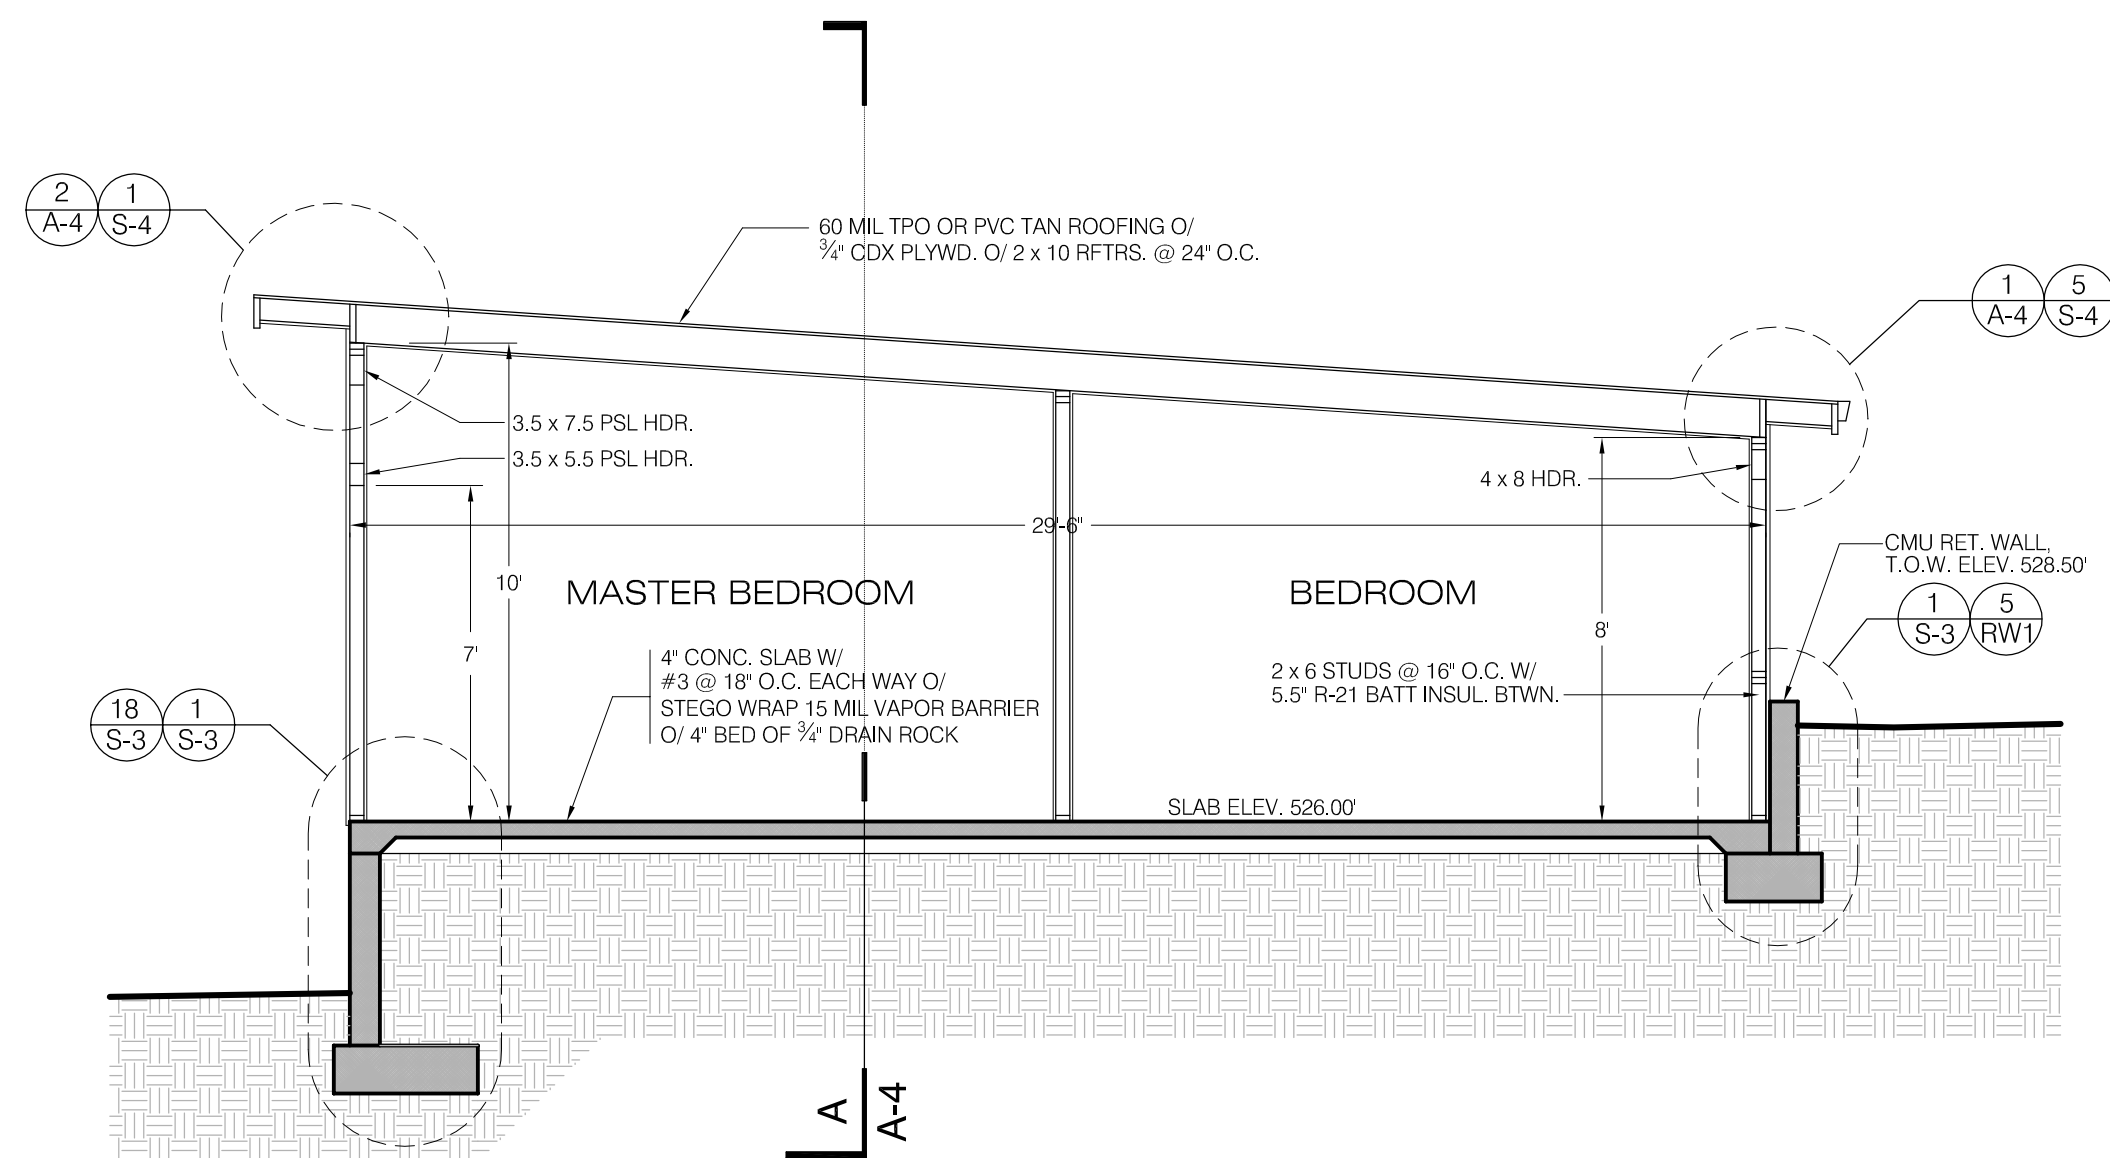 2
A-4
1
S-4
60 MIL TPO OR PVC TAN ROOFING O/
¾" CDX PLYWD. O/ 2 x 10 RFTRS. @ 24" O.C.
1
A-4
5
S-4
3.5 x 7.5 PSL HDR.
3.5 x 5.5 PSL HDR.
4 x 8 HDR.
29'-6"
CMU RET. WALL,
T.O.W. ELEV. 528.50'
10'
MASTER BEDROOM
BEDROOM
1
S-3
5
RW1
8'
7'
4" CONC. SLAB W/
#3 @ 18" O.C. EACH WAY O/
STEGO WRAP 15 MIL VAPOR BARRIER
O/ 4" BED OF ¾" DRAIN ROCK
2 x 6 STUDS @ 16" O.C. W/
5.5" R-21 BATT INSUL. BTWN.
18
S-3
1
S-3
SLAB ELEV. 526.00'
A
A-4